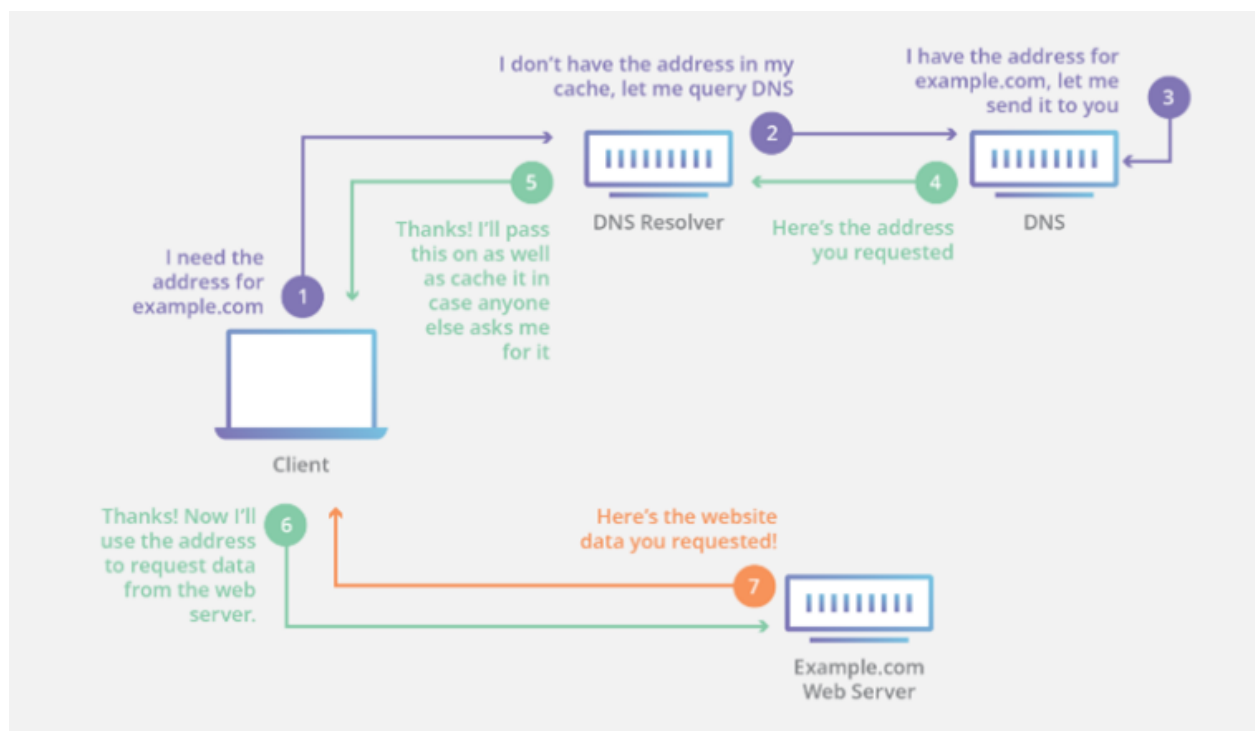 I don't have the address in my
cache, let me query DNS
I have the address for
example.com, let me
send it to you
3
2
5
4
DNS Resolver
DNS
Thanks! I'll pass
this on as well
as cache it in
case anyone
else asks me
for it
Here's the address
you requested
I need the
address for
example.com
1
Client
Thanks! Now I'll
use the address
to request data
from the web
server.
6
Here's the website
data you requested!
7
Example.com
Web Server